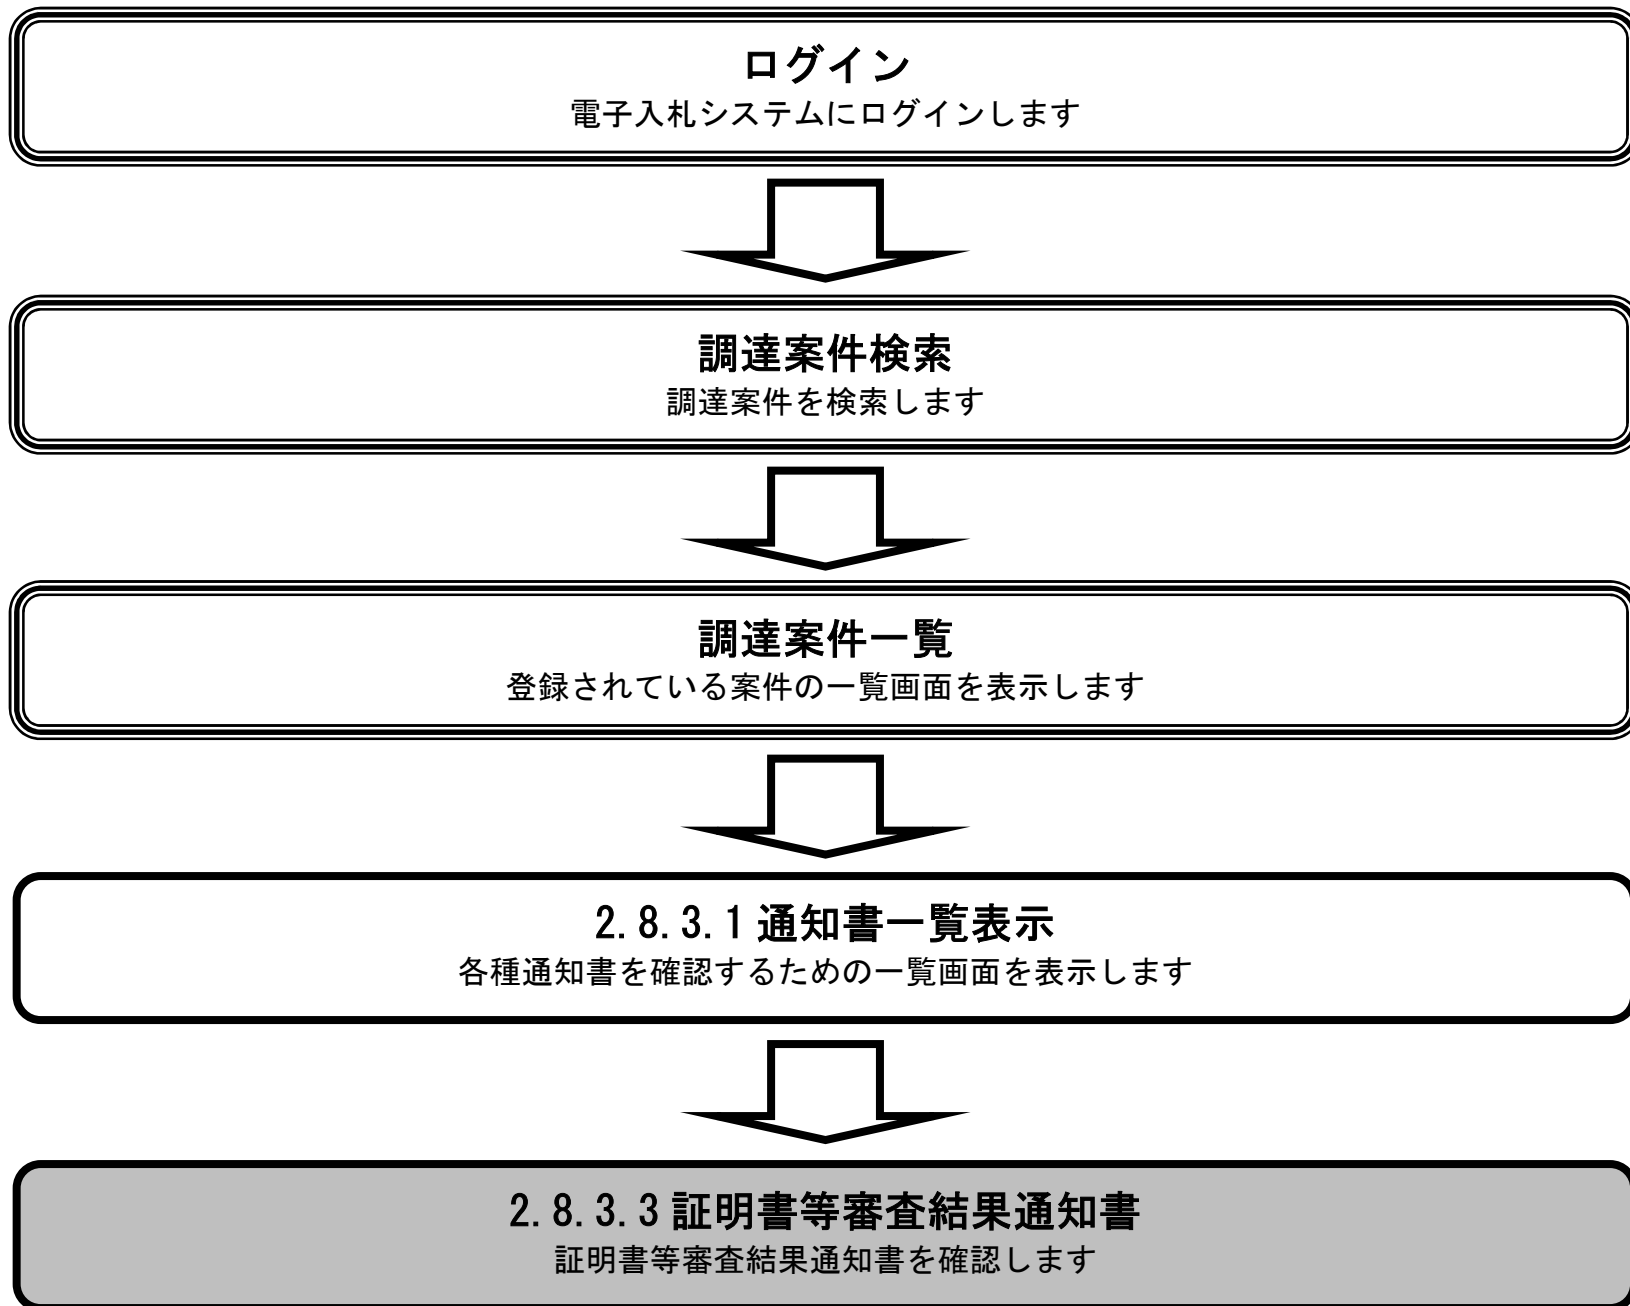 ログイン
電子入札システムにログインします
調達案件検索
調達案件を検索します
調達案件一覧
登録されている案件の一覧画面を表示します
2.8.3.1 通知書一覧表示
各種通知書を確認するための一覧画面を表示します
2.8.3.3 証明書等審査結果通知書
証明書等審査結果通知書を確認します